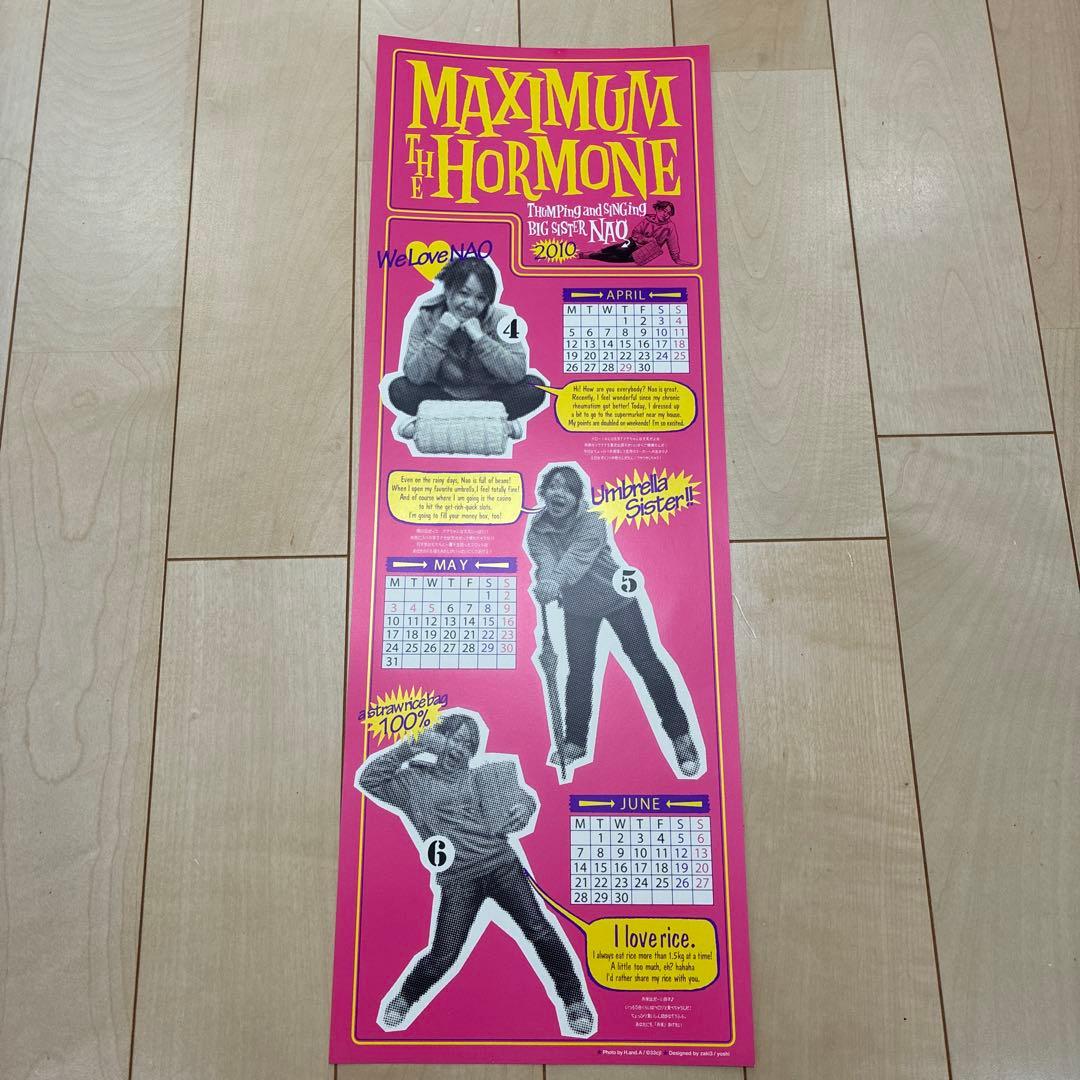 MAXIMUM
THE HORMONE
THUMPing and SINGing
BIG SISTER NAO
2010
We Love NAO
4
APRIL
M T W T F S S
1 2 3 4
5 6 7 8 9 10 11
12 13 14 15 16 17 18
19 20 21 22 23 24 25
26 27 28 29 30
Hi! How are you everybody? Nao is great.
Recently, I feel wonderful since my chronic
rheumatism got better! Today, I dressed up
a bit to go to the supermarket near my house.
My points are doubled on weekends! I'm so exited.
Even on the rainy days, Nao is full of beans!
When I open my favorite umbrella, I feel totally fine!
And of course where I am going is the casino
to hit the get-rich-quick slots.
I'm going to fill your money box, too!
Umbrella
Sister!!
5
MAY
M T W T F S S
1 2
3 4 5 6 7 8 9
10 11 12 13 14 15 16
17 18 19 20 21 22 23
24 25 26 27 28 29 30
31
a straw rice bag
100%
6
JUNE
M T W T F S S
1 2 3 4 5 6
7 8 9 10 11 12 13
14 15 16 17 18 19 20
21 22 23 24 25 26 27
28 29 30
I love rice.
I always eat rice more than 1.5kg at a time!
A little too much, eh? hahaha
I'd rather share my rice with you.
Photo by H.and.A / ©33cjl Designed by zaki3 / yoshi